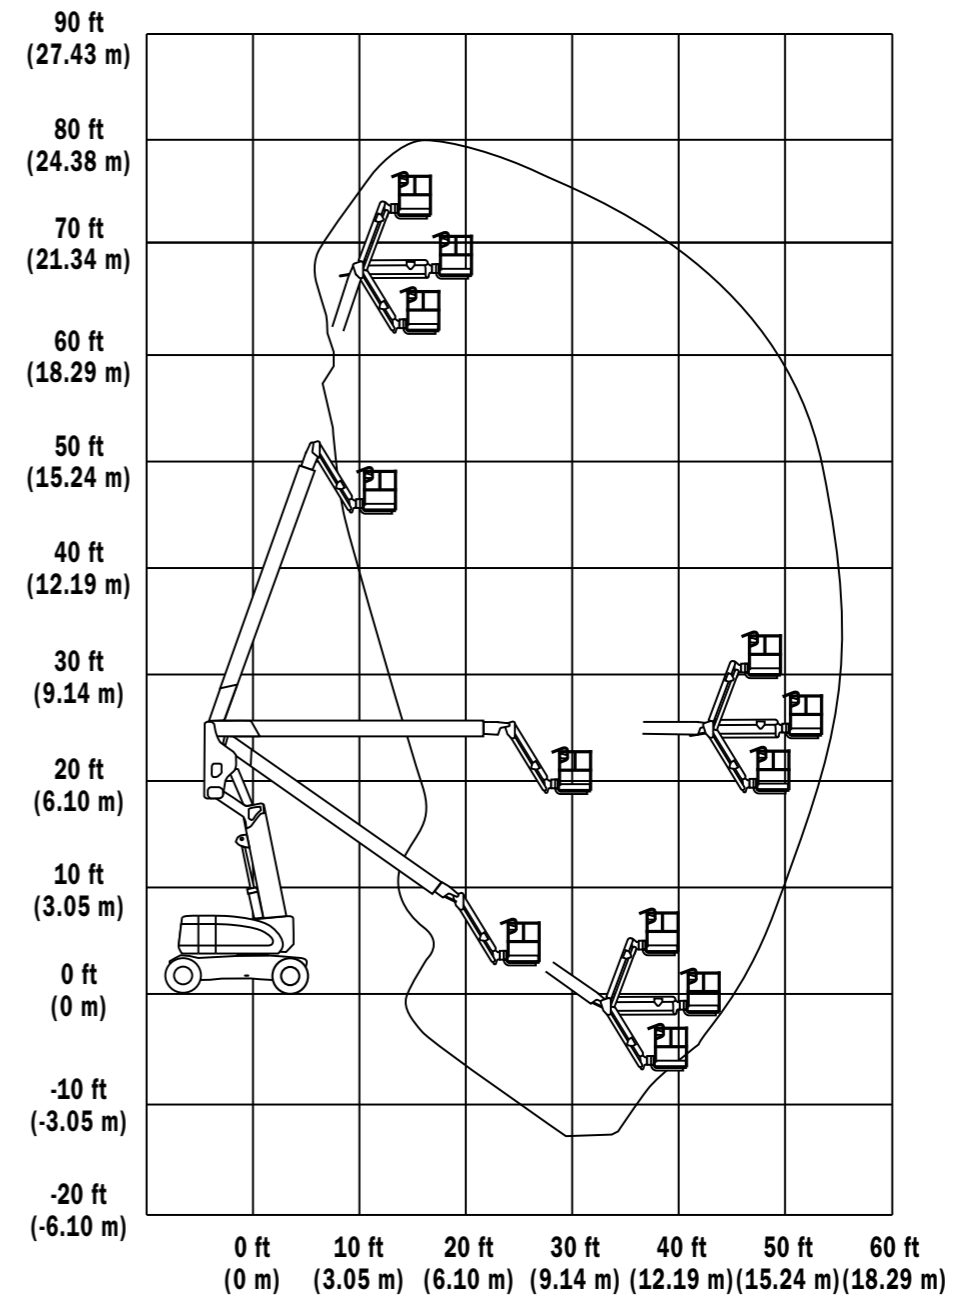 90 ft
(27.43 m)
80 ft
(24.38 m)
70 ft
(21.34 m)
60 ft
(18.29 m)
50 ft
(15.24 m)
40 ft
(12.19 m)
30 ft
(9.14 m)
20 ft
(6.10 m)
10 ft
(3.05 m)
0 ft
(0 m)
-10 ft
(-3.05 m)
-20 ft
(-6.10 m)
0 ft 10 ft 20 ft 30 ft 40 ft 50 ft 60 ft
(0 m) (3.05 m) (6.10 m) (9.14 m) (12.19 m) (15.24 m) (18.29 m)